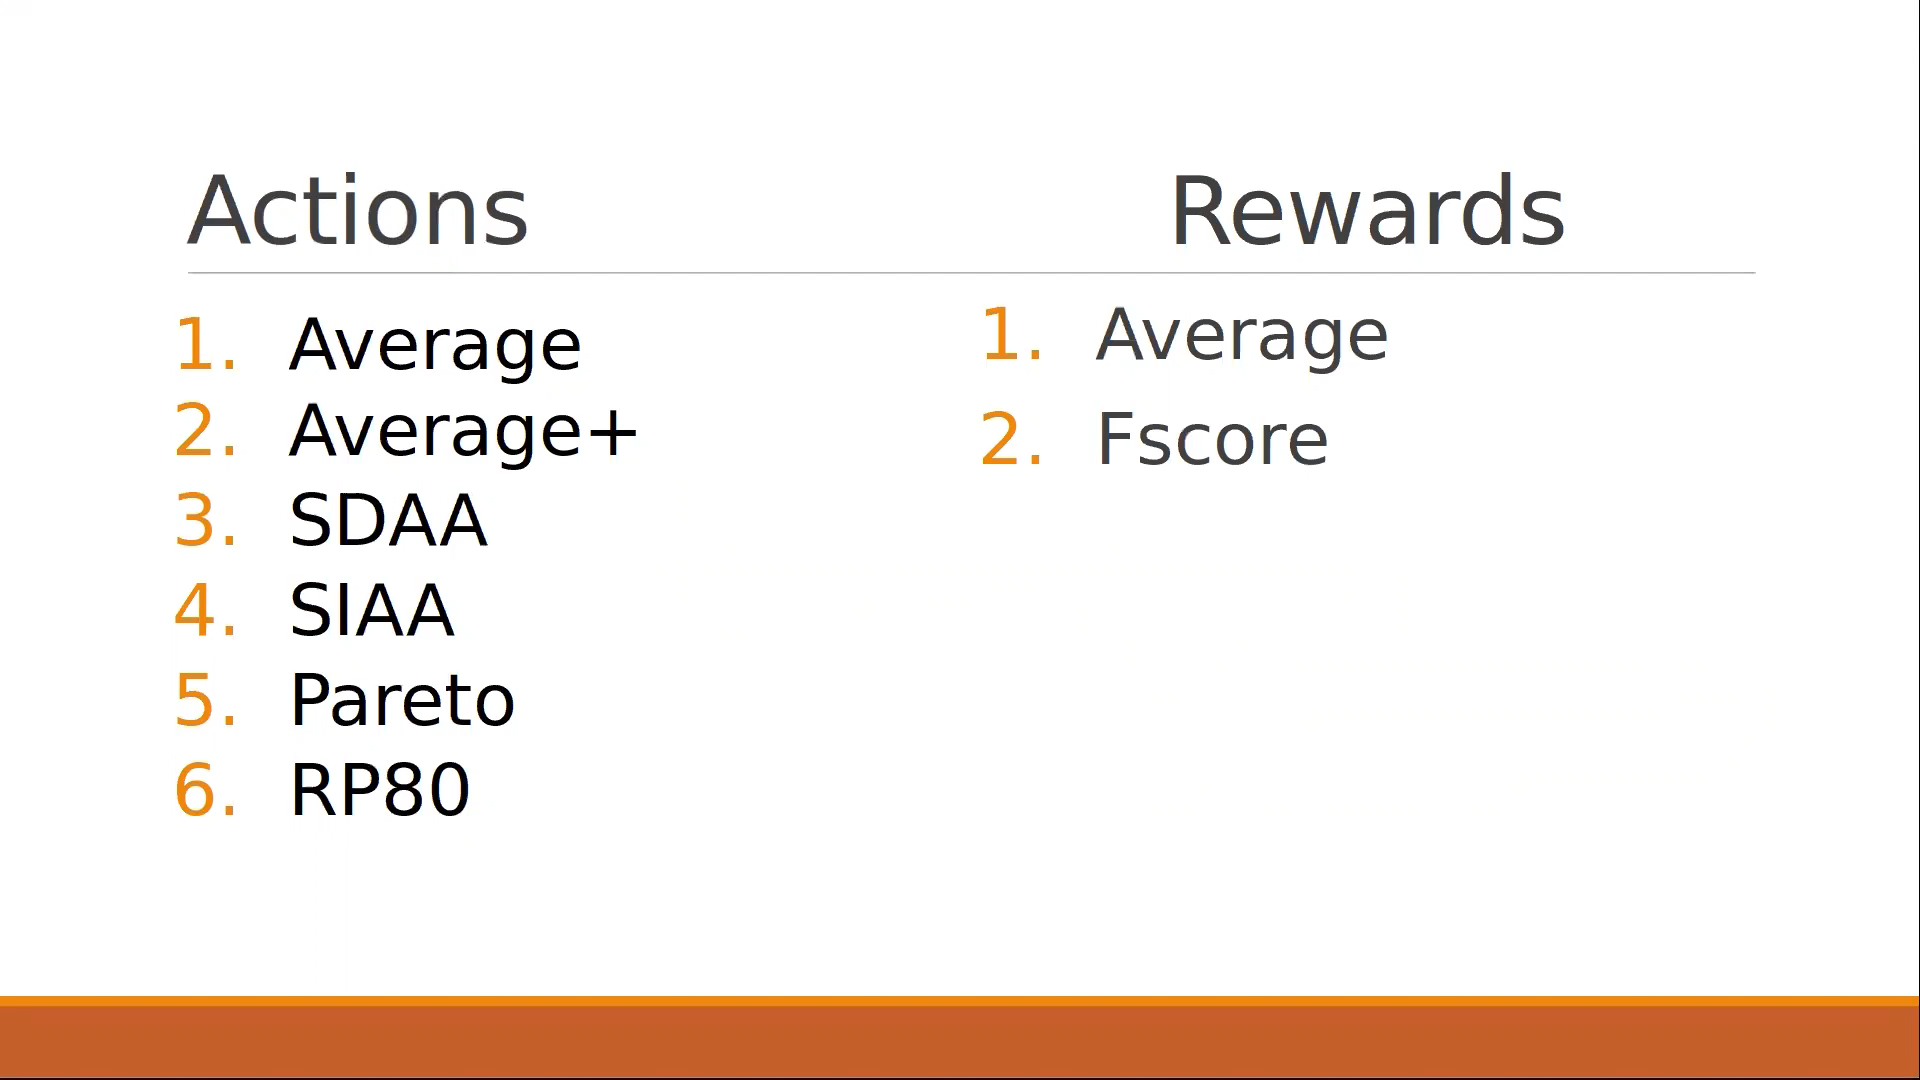 Actions
Rewards
1. Average
2. Average+
3. SDAA
4. SIAA
5. Pareto
6. RP80
1. Average
2. Fscore